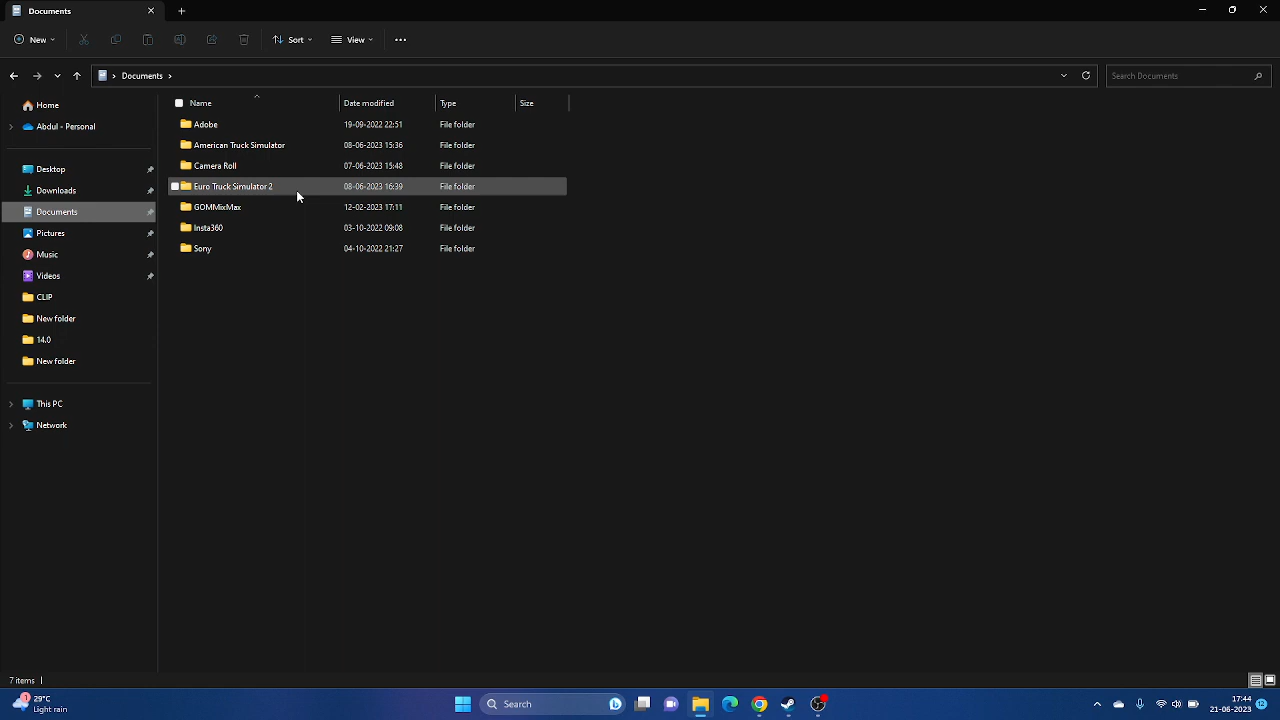 Documents
New
Sort
View
Documents
Search Documents
Home
Abdul - Personal
Desktop
Downloads
Documents
Pictures
Music
Videos
CLIP
New folder
14.0
New folder
This PC
Network
Name Date modified Type Size
Adobe 19-09-2022 22:51 File folder
American Truck Simulator 08-06-2023 15:36 File folder
Camera Roll 07-06-2023 15:48 File folder
Euro Truck Simulator 2 08-06-2023 16:39 File folder
GOMMixMax 12-02-2023 17:11 File folder
Insta360 03-10-2022 09:08 File folder
Sony 04-10-2022 21:27 File folder
7 items
1
29°C
Light rain
Search
17:44
21-06-2023
12